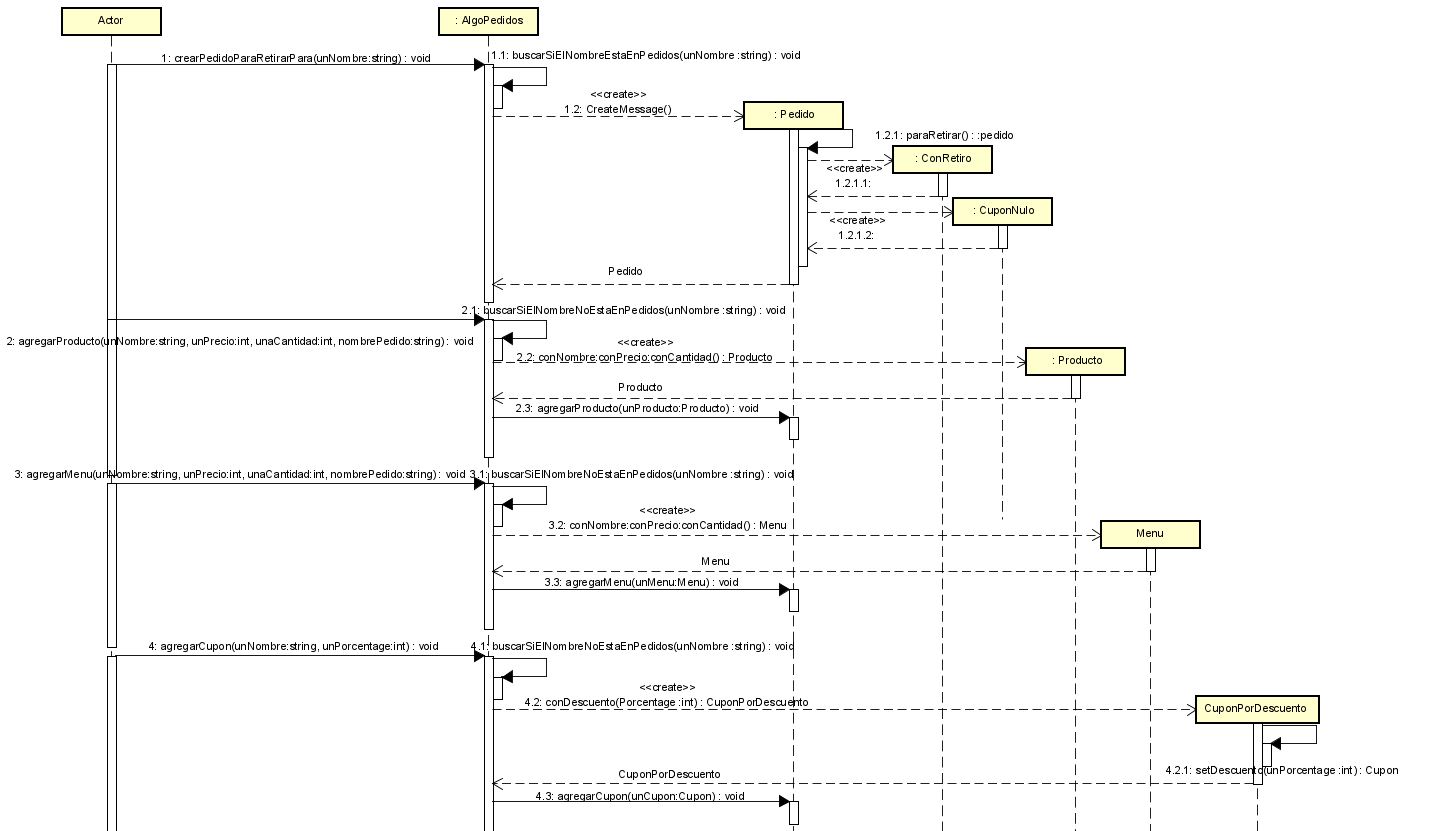 Actor
: AlgoPedidos
1: crearPedidoParaRetirarPara(unNombre:string) : void
1.1: buscarSiElNombreEstaEnPedidos(unNombre :string) : void
<<create>>
1.2: CreateMessage()
: Pedido
1.2.1: paraRetirar() : :pedido
: ConRetiro
<<create>>
1.2.1.1:
: CuponNulo
<<create>>
1.2.1.2:
Pedido
2.1: buscarSiElNombreNoEstaEnPedidos(unNombre :string) : void
2: agregarProducto(unNombre:string, unPrecio:int, unaCantidad:int, nombrePedido:string) : void
<<create>>
2.2: conNombre:conPrecio:conCantidad() : Producto
: Producto
Producto
2.3: agregarProducto(unProducto:Producto) : void
3: agregarMenu(unNombre:string, unPrecio:int, unaCantidad:int, nombrePedido:string) : void
3.1: buscarSiElNombreNoEstaEnPedidos(unNombre :string) : void
<<create>>
3.2: conNombre:conPrecio:conCantidad() : Menu
Menu
Menu
3.3: agregarMenu(unMenu:Menu) : void
4: agregarCupon(unNombre:string, unPorcentage:int) : void
4.1: buscarSiElNombreNoEstaEnPedidos(unNombre :string) : void
<<create>>
4.2: conDescuento(Porcentage :int) : CuponPorDescuento
CuponPorDescuento
4.2.1: setDescuento(unPorcentage :int) : Cupon
CuponPorDescuento
4.3: agregarCupon(unCupon:Cupon) : void